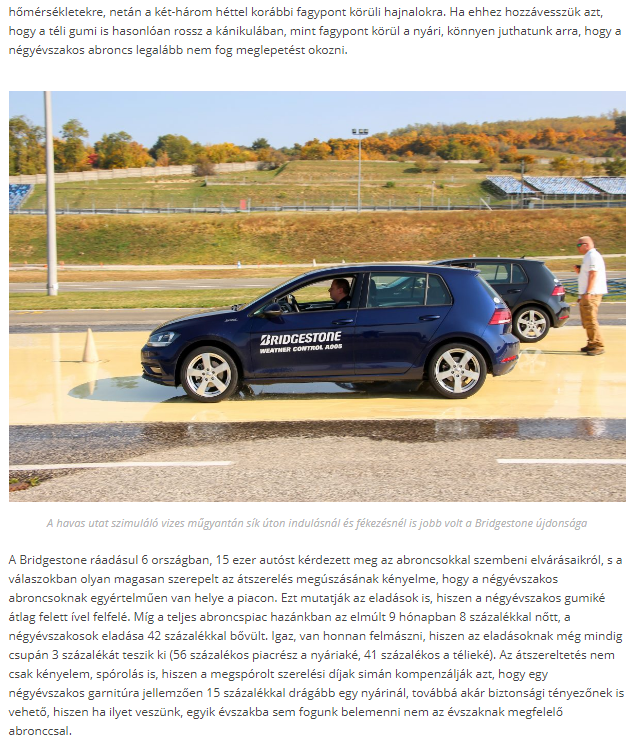 hőmérsékletekre, netán a két-három héttel korábbi fagypont körüli hajnalokra. Ha ehhez hozzávesszük azt,
hogy a téli gumi is hasonlóan rossz a kánikulában, mint fagypont körül a nyári, könnyen juthatunk arra, hogy a
négyévszakos abroncs legalább nem fog meglepetést okozni.
BRIDGESTONE
WEATHER CONTROL A005
A havas utat szimuláló vizes műgyantán sík úton indulásnál és fékezésnél is jobb volt a Bridgestone újdonsága
A Bridgestone ráadásul 6 országban, 15 ezer autóst kérdezett meg az abroncsokkal szembeni elvárásaikról, s a
válaszokban olyan magasan szerepelt az átszerelés megúszásának kényelme, hogy a négyévszakos
abroncsoknak egyértelműen van helye a piacon. Ezt mutatják az eladások is, hiszen a négyévszakos gumiké
átlag felett ível felfelé. Míg a teljes abroncspiac hazánkban az elmúlt 9 hónapban 8 százalékkal nőtt, a
négyévszakosok eladása 42 százalékkal bővült. Igaz, van honnan felmászni, hiszen az eladásoknak még mindig
csupán 3 százalékát teszik ki (56 százalékos piacrész a nyáriaké, 41 százalékos a télieké). Az átszereltetés nem
csak kényelem, spórolás is, hiszen a megspórolt szerelési díjak simán kompenzálják azt, hogy egy
négyévszakos garnitúra jellemzően 15 százalékkal drágább egy nyárinál, továbbá akár biztonsági tényezőnek is
vehető, hiszen ha ilyet veszünk, egyik évszakba sem fogunk belemenni nem az évszaknak megfelelő
abronccsal.